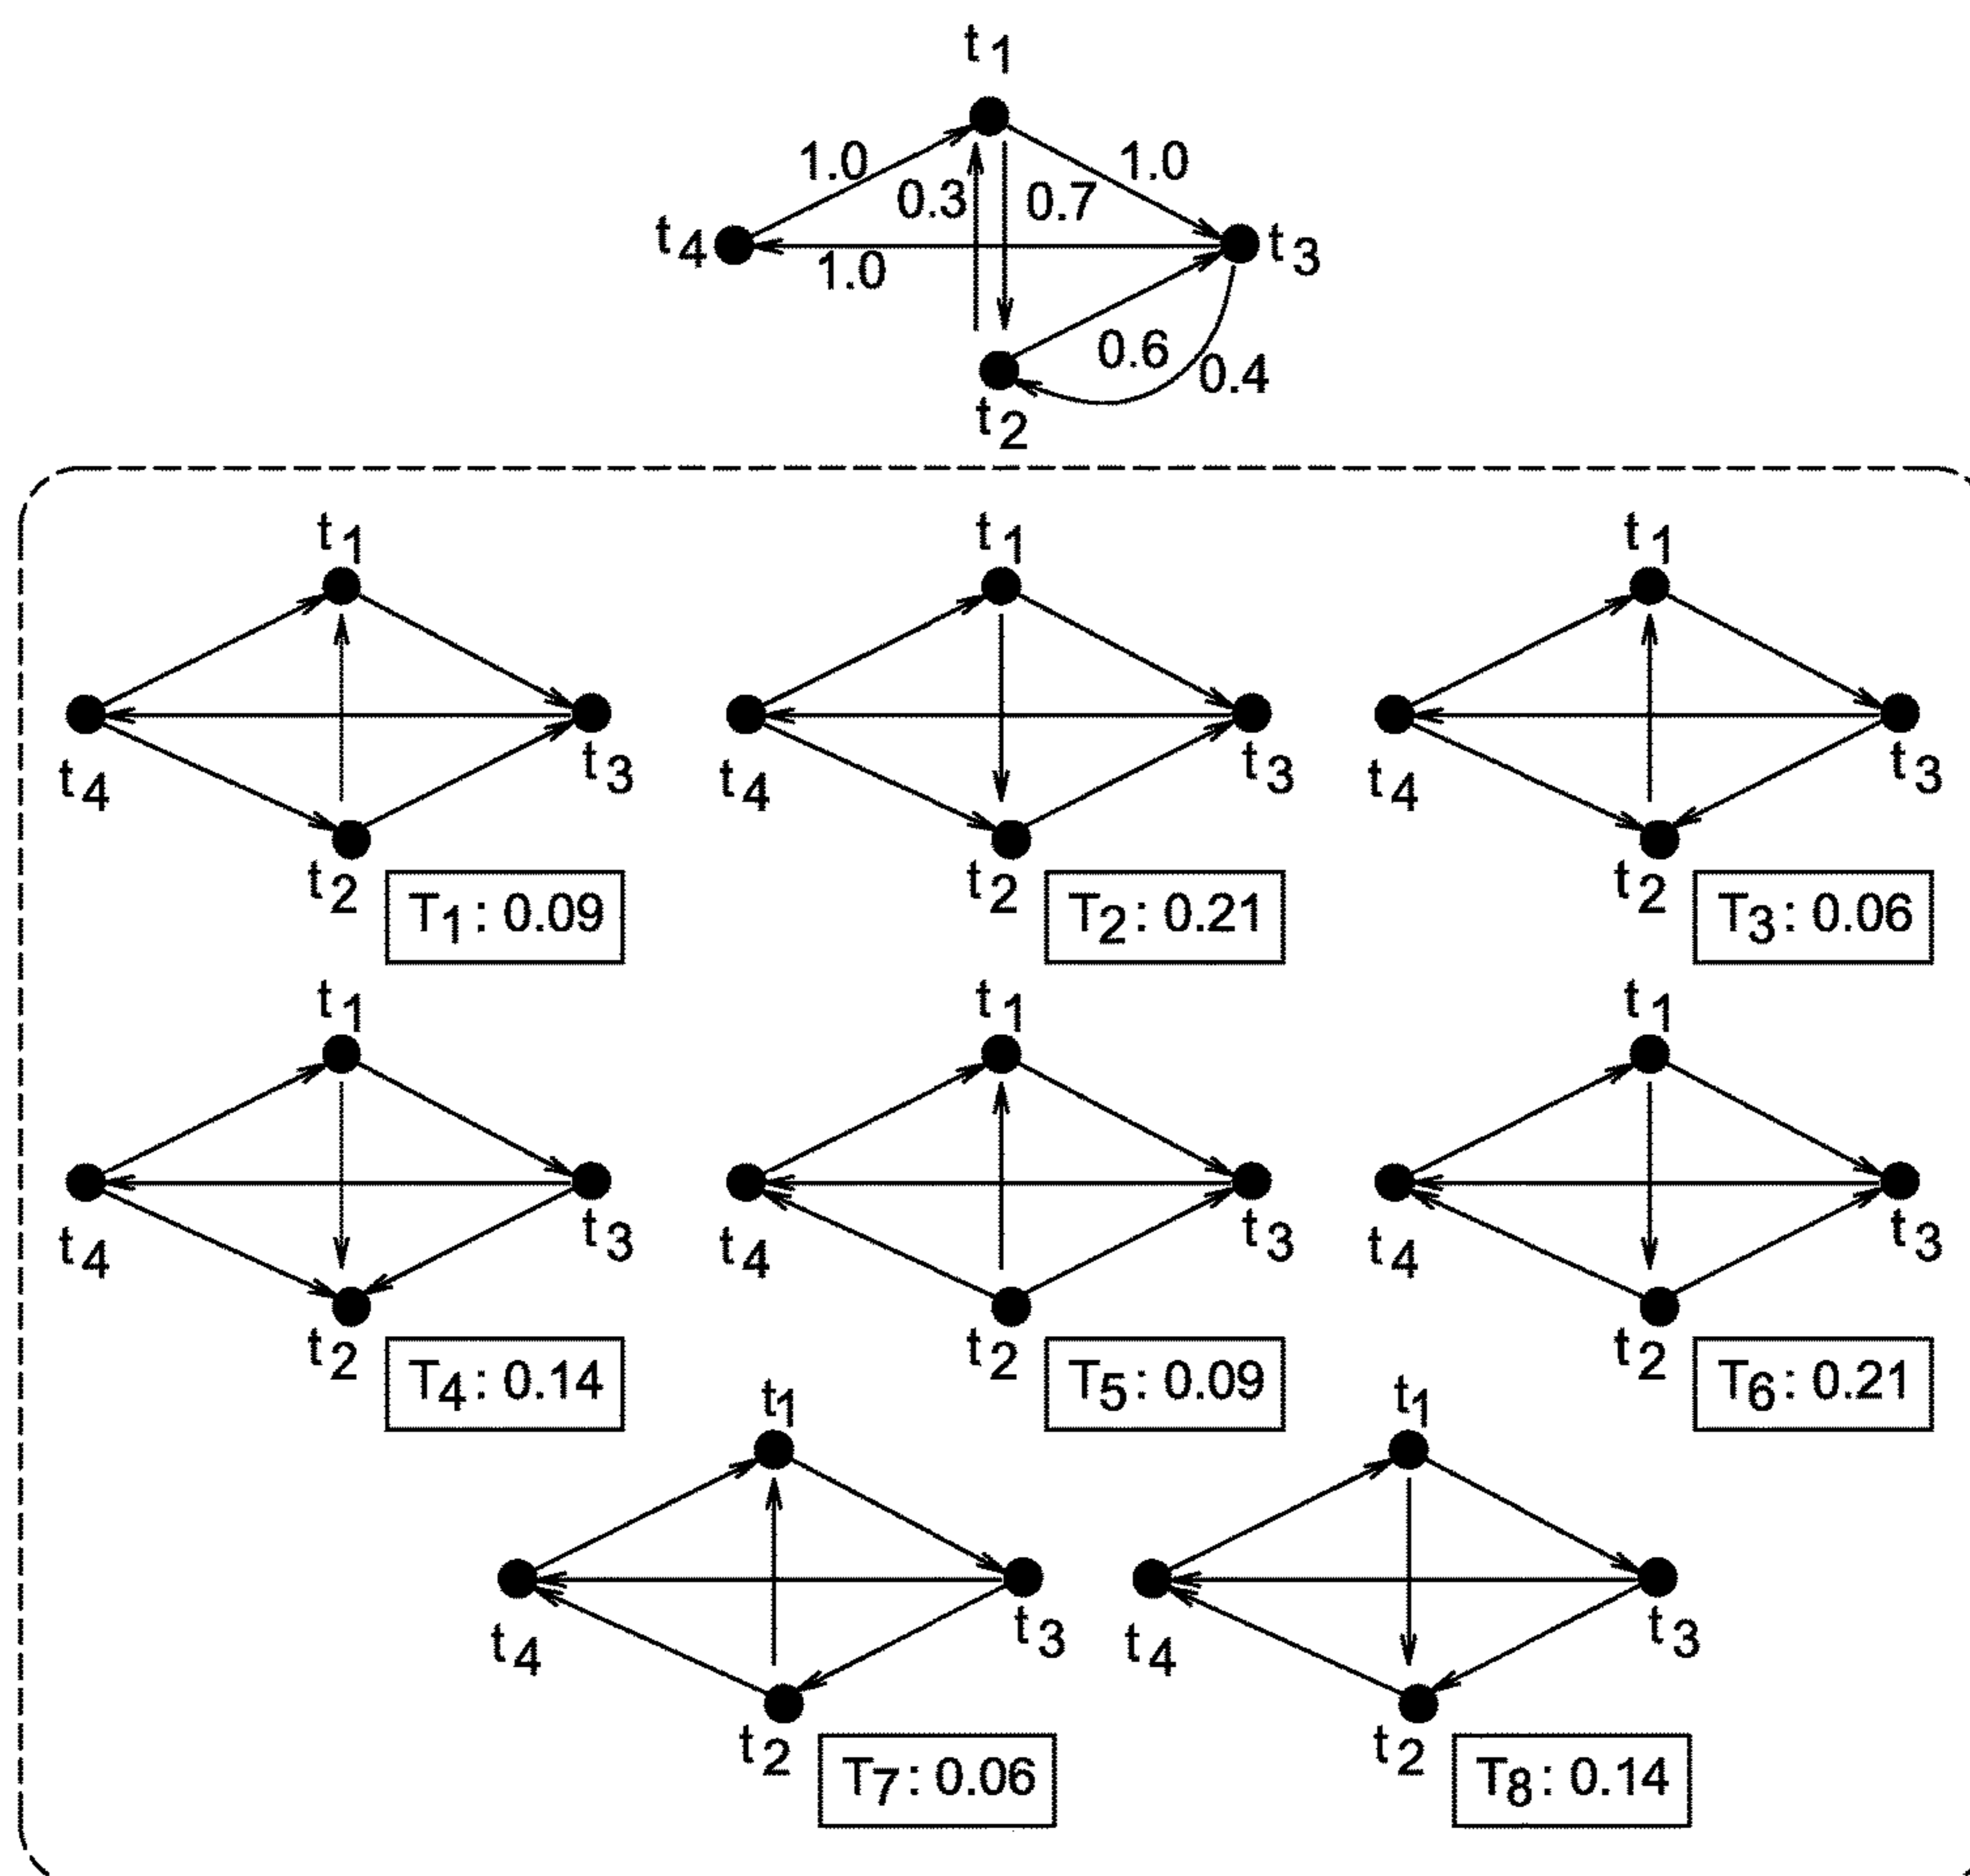 t1
1.0 1.0
0.3 0.7
t4 t3
1.0
0.6 0.4
t2
t1 t1 t1
t4 t3 t4 t3 t4 t3
t2 t2 t2
T1: 0.09 T2: 0.21 T3: 0.06
t1 t1 t1
t4 t3 t4 t3 t4 t3
t2 t2 t2
T4: 0.14 T5: 0.09 T6: 0.21
t1 t1
t4 t3 t4 t3
t2 t2
T7: 0.06 T8: 0.14